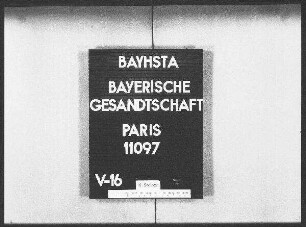 BAYHSTA
BAYERISCHE
GESANDTSCHAFT
PARIS
11097
V-16